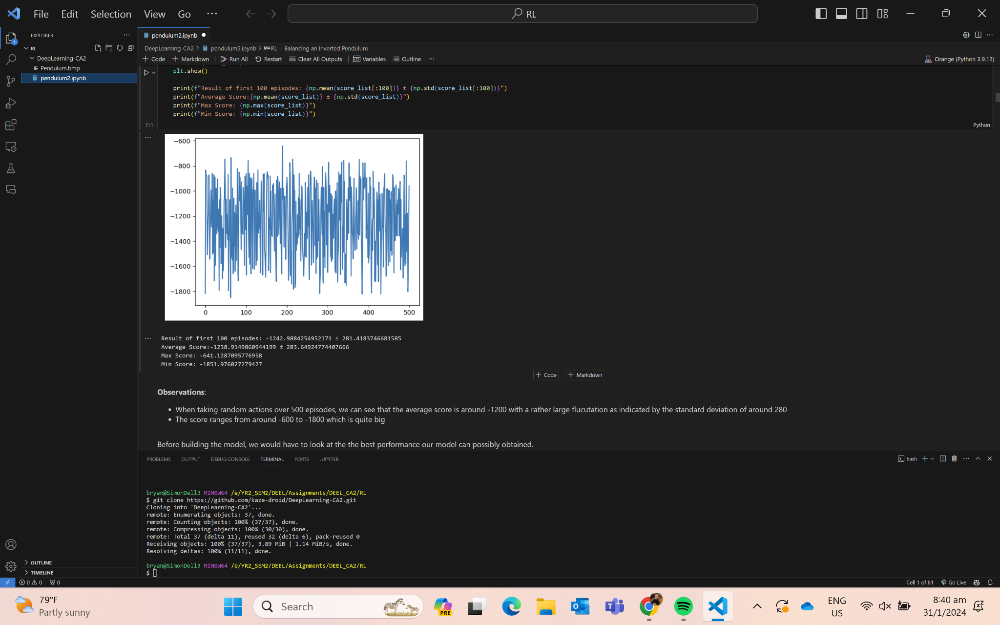 File Edit Selection View Go ···
RL
EXPLORER
pendulum2.ipynb
RL
DeepLearning-CA2
Pendulum.bmp
pendulum2.ipynb
DeepLearning-CA2 > pendulum2.ipynb > M↓RL - Balancing an Inverted Pendulum
+ Code + Markdown | Run All Restart Clear All Outputs | Variables Outline ···
Orange (Python 3.9.12)
plt.show()
print(f"Result of first 100 episodes: {np.mean(score_list[:100])} ± {np.std(score_list[:100])}")
print(f"Average Score:{np.mean(score_list)} ± {np.std(score_list)}")
print(f"Max Score: {np.max(score_list)}")
print(f"Min Score: {np.min(score_list)}")
[5]
Python
−600
−800
−1000
−1200
−1400
−1600
−1800
0 100 200 300 400 500
Result of first 100 episodes: -1242.9884254952171 ± 281.4183746681585
Average Score:-1238.9149860944199 ± 283.64924774407666
Max Score: -641.1287095776958
Min Score: -1851.976027279427
+ Code + Markdown
Observations:
• When taking random actions over 500 episodes, we can see that the average score is around -1200 with a rather large flucutation as indicated by the standard deviation of around 280
• The score ranges from around -600 to -1800 which is quite big
Before building the model, we would have to look at the the best performance our model can possibly obtained.
PROBLEMS OUTPUT DEBUG CONSOLE TERMINAL PORTS JUPYTER
bash
bryan@SimonDell3 MINGW64 /e/YR2_SEM2/DEEL/Assignments/DEEL_CA2/RL
$ git clone https://github.com/kaze-droid/DeepLearning-CA2.git
Cloning into 'DeepLearning-CA2'...
remote: Enumerating objects: 37, done.
remote: Counting objects: 100% (37/37), done.
remote: Compressing objects: 100% (30/30), done.
remote: Total 37 (delta 11), reused 32 (delta 6), pack-reused 0
Receiving objects: 100% (37/37), 3.89 MiB | 1.14 MiB/s, done.
Resolving deltas: 100% (11/11), done.
bryan@SimonDell3 MINGW64 /e/YR2_SEM2/DEEL/Assignments/DEEL_CA2/RL
$
OUTLINE
TIMELINE
0 0 0
Cell 1 of 61 Go Live
79°F
Partly sunny
Search
PRE
ENG
US
8:40 am
31/1/2024